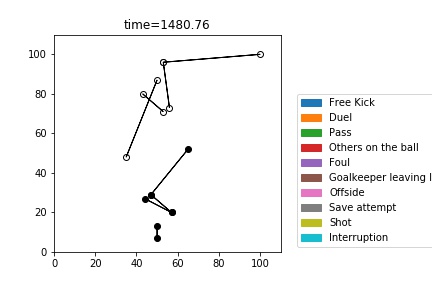 time=1480.76
100
80
60
40
20
0
0 20 40 60 80 100
Free Kick
Duel
Pass
Others on the ball
Foul
Goalkeeper leaving l
Offside
Save attempt
Shot
Interruption